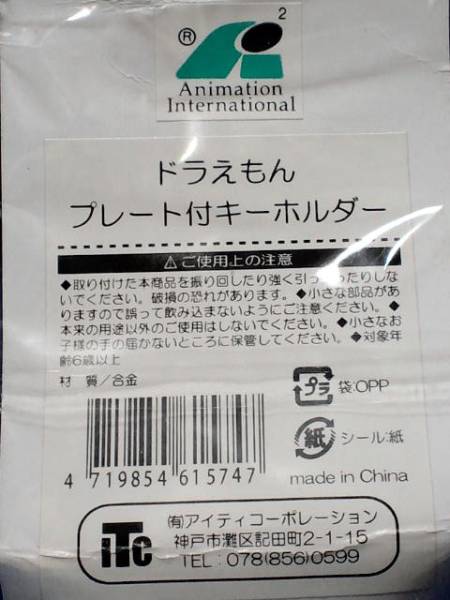 ®
2
Animation
International
ドラえもん
プレート付キーホルダー
⚠ご使用上の注意
◆取り付けた本商品を振り回したり強く引っ ったりしな
いでください。破損の恐れがあります。◆小さな部品があ
りますので誤って飲み込まないようにご注意ください。◆
本来の用途以外のご使用はしないでください。◆小さなお
子様の手の届かないところに保管してください。◆対象年
齢6歳以上
材 質/合金
プラ 袋:OPP
紙 シール:紙
4 719854 615747
made in China
iTc
㈲アイティコーポレーション
神戸市灘区記田町2-1-15
TEL:078(856)0599